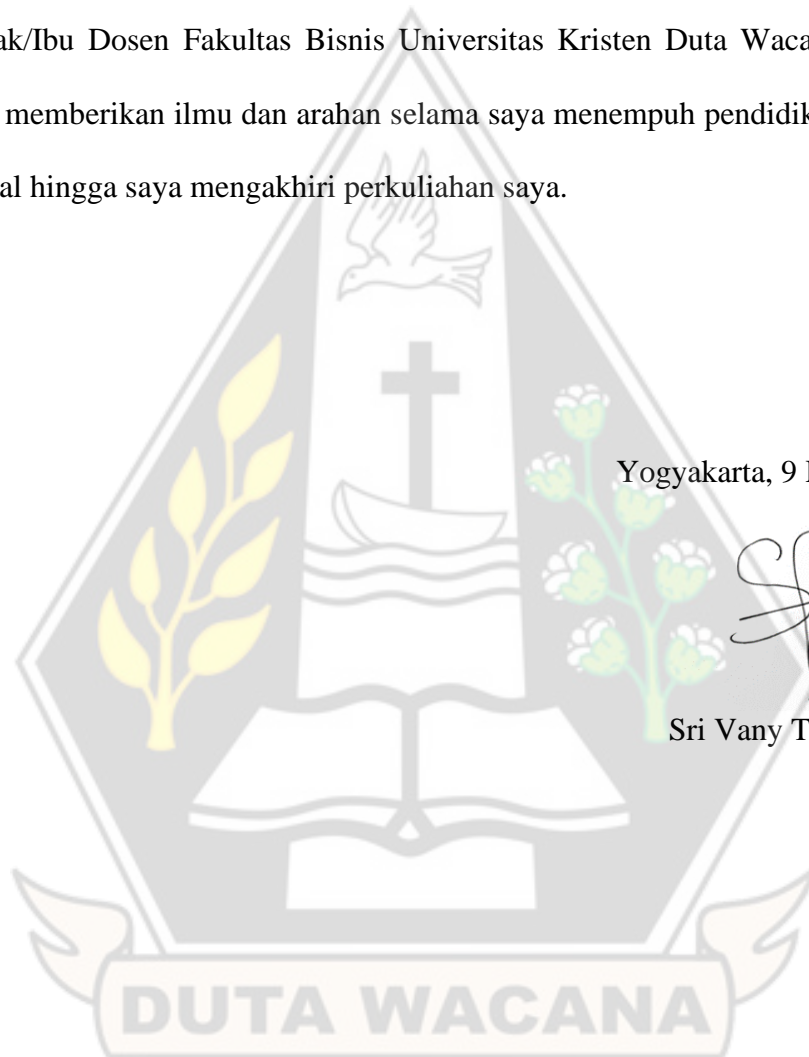 ak/Ibu Dosen Fakultas Bisnis Universitas Kristen Duta Waca
memberikan ilmu dan arahan selama saya menempuh pendidik
al hingga saya mengakhiri perkuliahan saya.
Yogyakarta, 9
Sri Vany T
DUTA WACANA